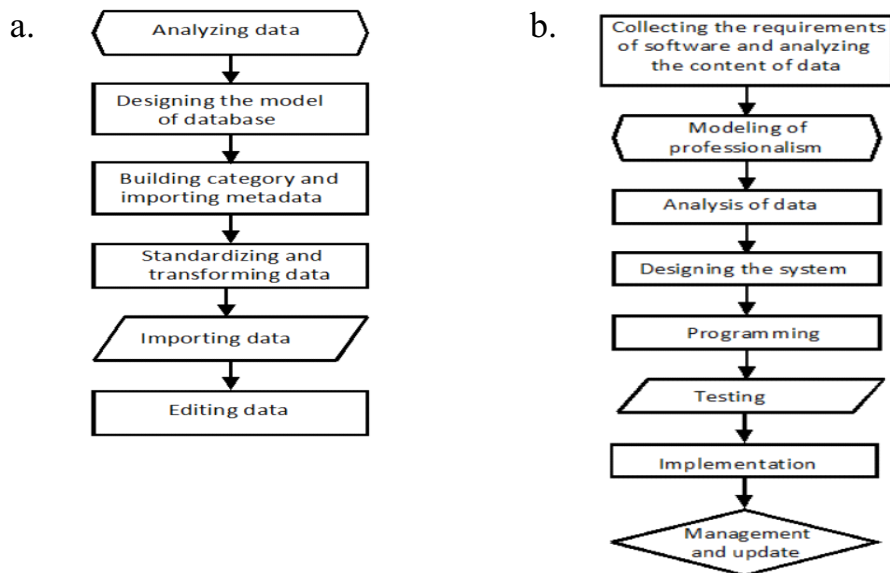 a.
Analyzing data
Designing the model
of database
Building category and
importing metadata
Standardizing and
transforming data
Importing data
Editing data
b.
Collecting the requirements
of software and analyzing
the content of data
Modeling of
professionalism
Analysis of data
Designing the system
Programming
Testing
Implementation
Management
and update